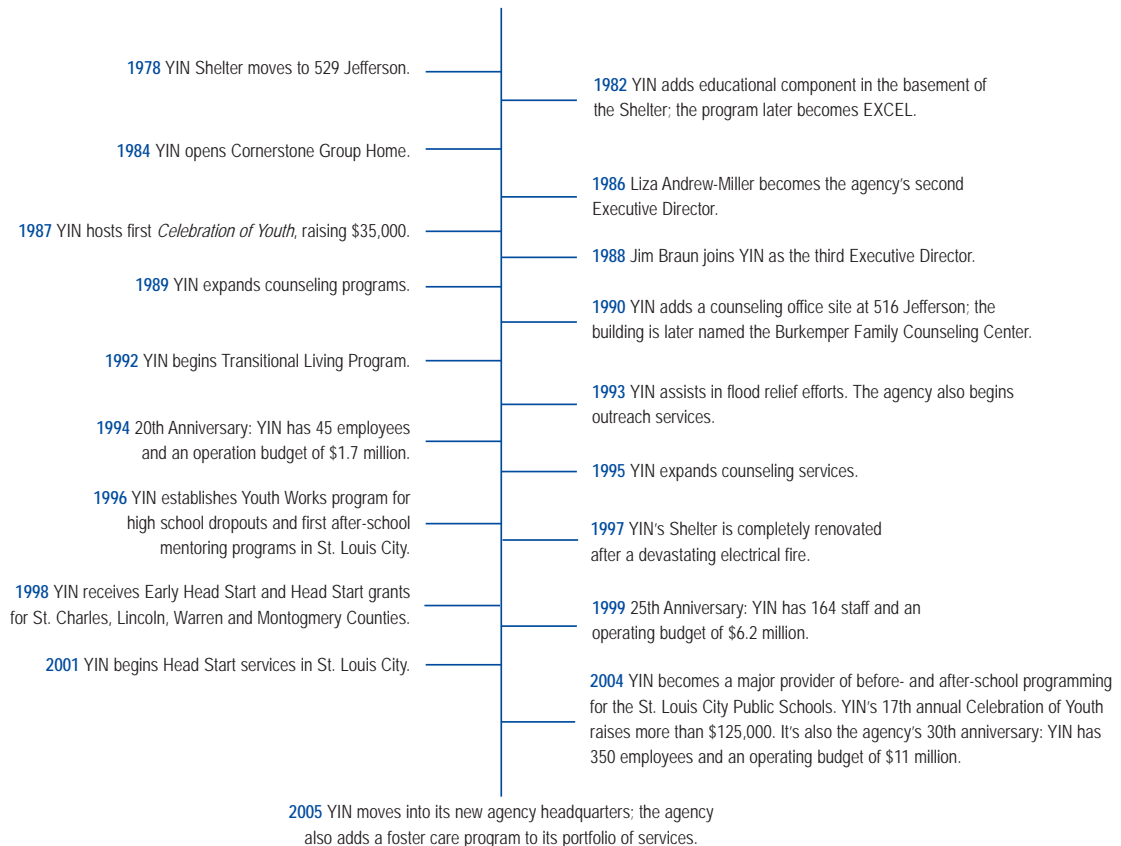 1978 YIN Shelter moves to 529 Jefferson.
1982 YIN adds educational component in the basement of
the Shelter; the program later becomes EXCEL.
1984 YIN opens Cornerstone Group Home.
1986 Liza Andrew-Miller becomes the agency's second
Executive Director.
1987 YIN hosts first Celebration of Youth, raising $35,000.
1988 Jim Braun joins YIN as the third Executive Director.
1989 YIN expands counseling programs.
1990 YIN adds a counseling office site at 516 Jefferson; the
building is later named the Burkemper Family Counseling Center.
1992 YIN begins Transitional Living Program.
1993 YIN assists in flood relief efforts. The agency also begins
outreach services.
1994 20th Anniversary: YIN has 45 employees
and an operation budget of $1.7 million.
1995 YIN expands counseling services.
1996 YIN establishes Youth Works program for
high school dropouts and first after-school
mentoring programs in St. Louis City.
1997 YIN's Shelter is completely renovated
after a devastating electrical fire.
1998 YIN receives Early Head Start and Head Start grants
for St. Charles, Lincoln, Warren and Montogmery Counties.
1999 25th Anniversary: YIN has 164 staff and an
operating budget of $6.2 million.
2001 YIN begins Head Start services in St. Louis City.
2004 YIN becomes a major provider of before- and after-school programming
for the St. Louis City Public Schools. YIN's 17th annual Celebration of Youth
raises more than $125,000. It's also the agency's 30th anniversary: YIN has
350 employees and an operating budget of $11 million.
2005 YIN moves into its new agency headquarters; the agency
also adds a foster care program to its portfolio of services.